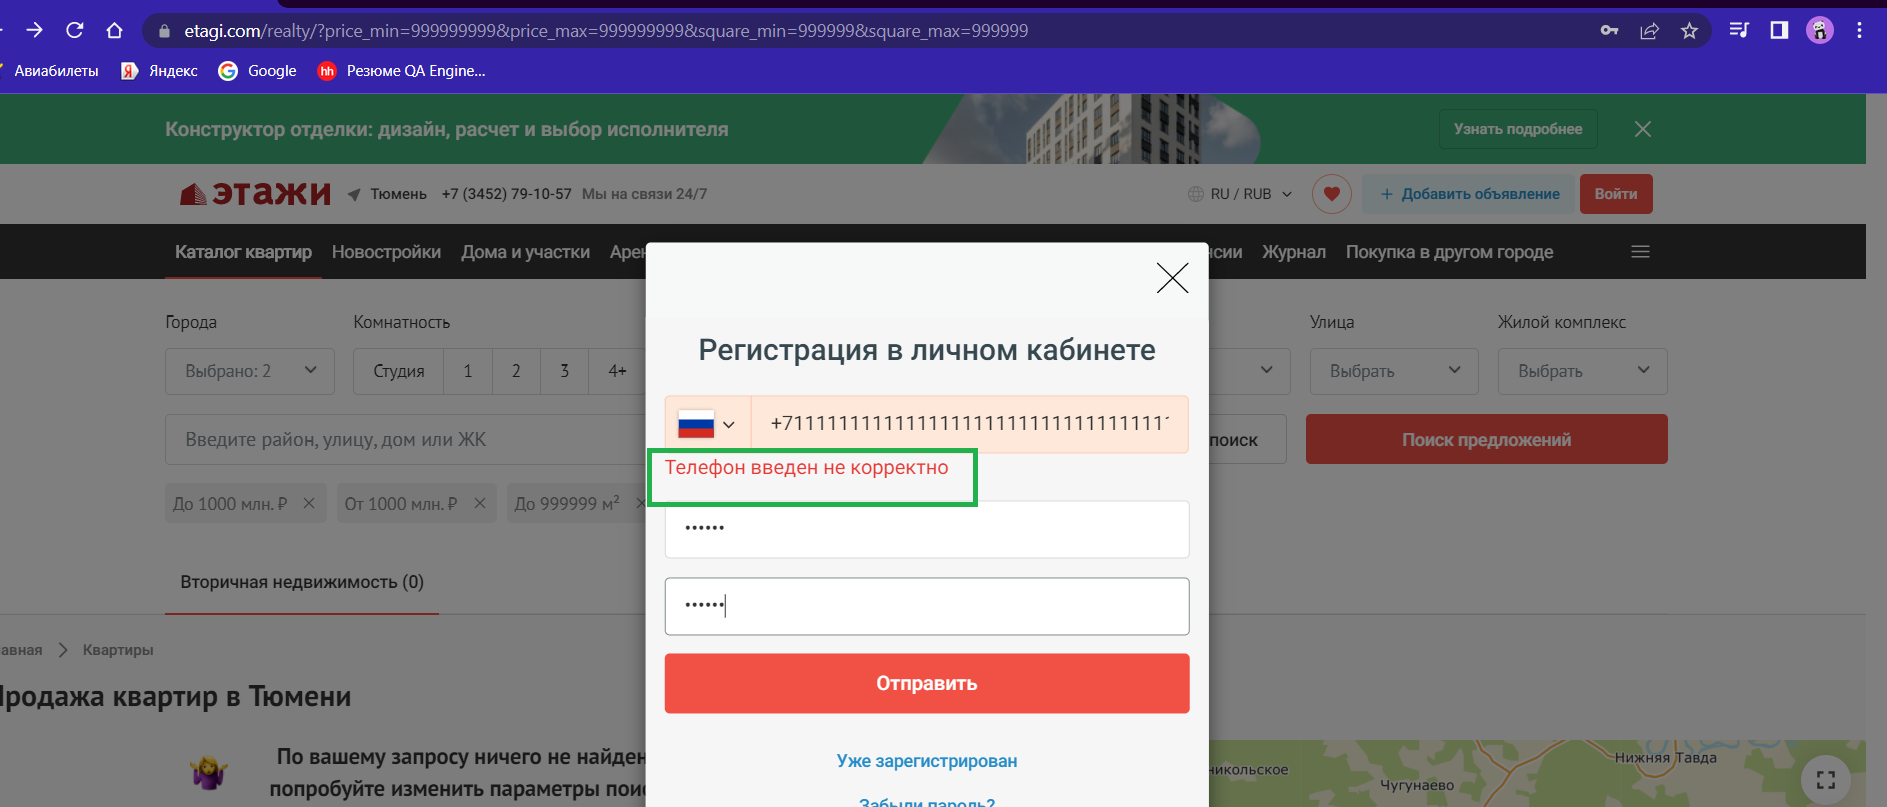 etagi.com/realty/?price_min=999999999&price_max=999999999&square_min=999999&square_max=999999
Авиабилеты Яндекс Google hh Резюме QA Engine...
Конструктор отделки: дизайн, расчет и выбор исполнителя Узнать подробнее
этажи Тюмень +7 (3452) 79-10-57 Мы на связи 24/7 RU / RUB + Добавить объявление Войти
Каталог квартир Новостройки Дома и участки Журнал Покупка в другом городе
Города Комнатность Улица Жилой комплекс
Выбрано: 2 Студия 1 2 3 4+ Выбрать Выбрать
Регистрация в личном кабинете
Введите район, улицу, дом или ЖК Поиск предложений
Телефон введен не корректно
До 1000 млн. ₽ От 1000 млн. ₽ До 999999 м²
Вторичная недвижимость (0)
Квартиры
Отправить
Продажа квартир в Тюмени
По вашему запросу ничего не найден
попробуйте изменить параметры
Уже зарегистрирован
Забыли пароль?
Чугунаево
Нижняя Тавда